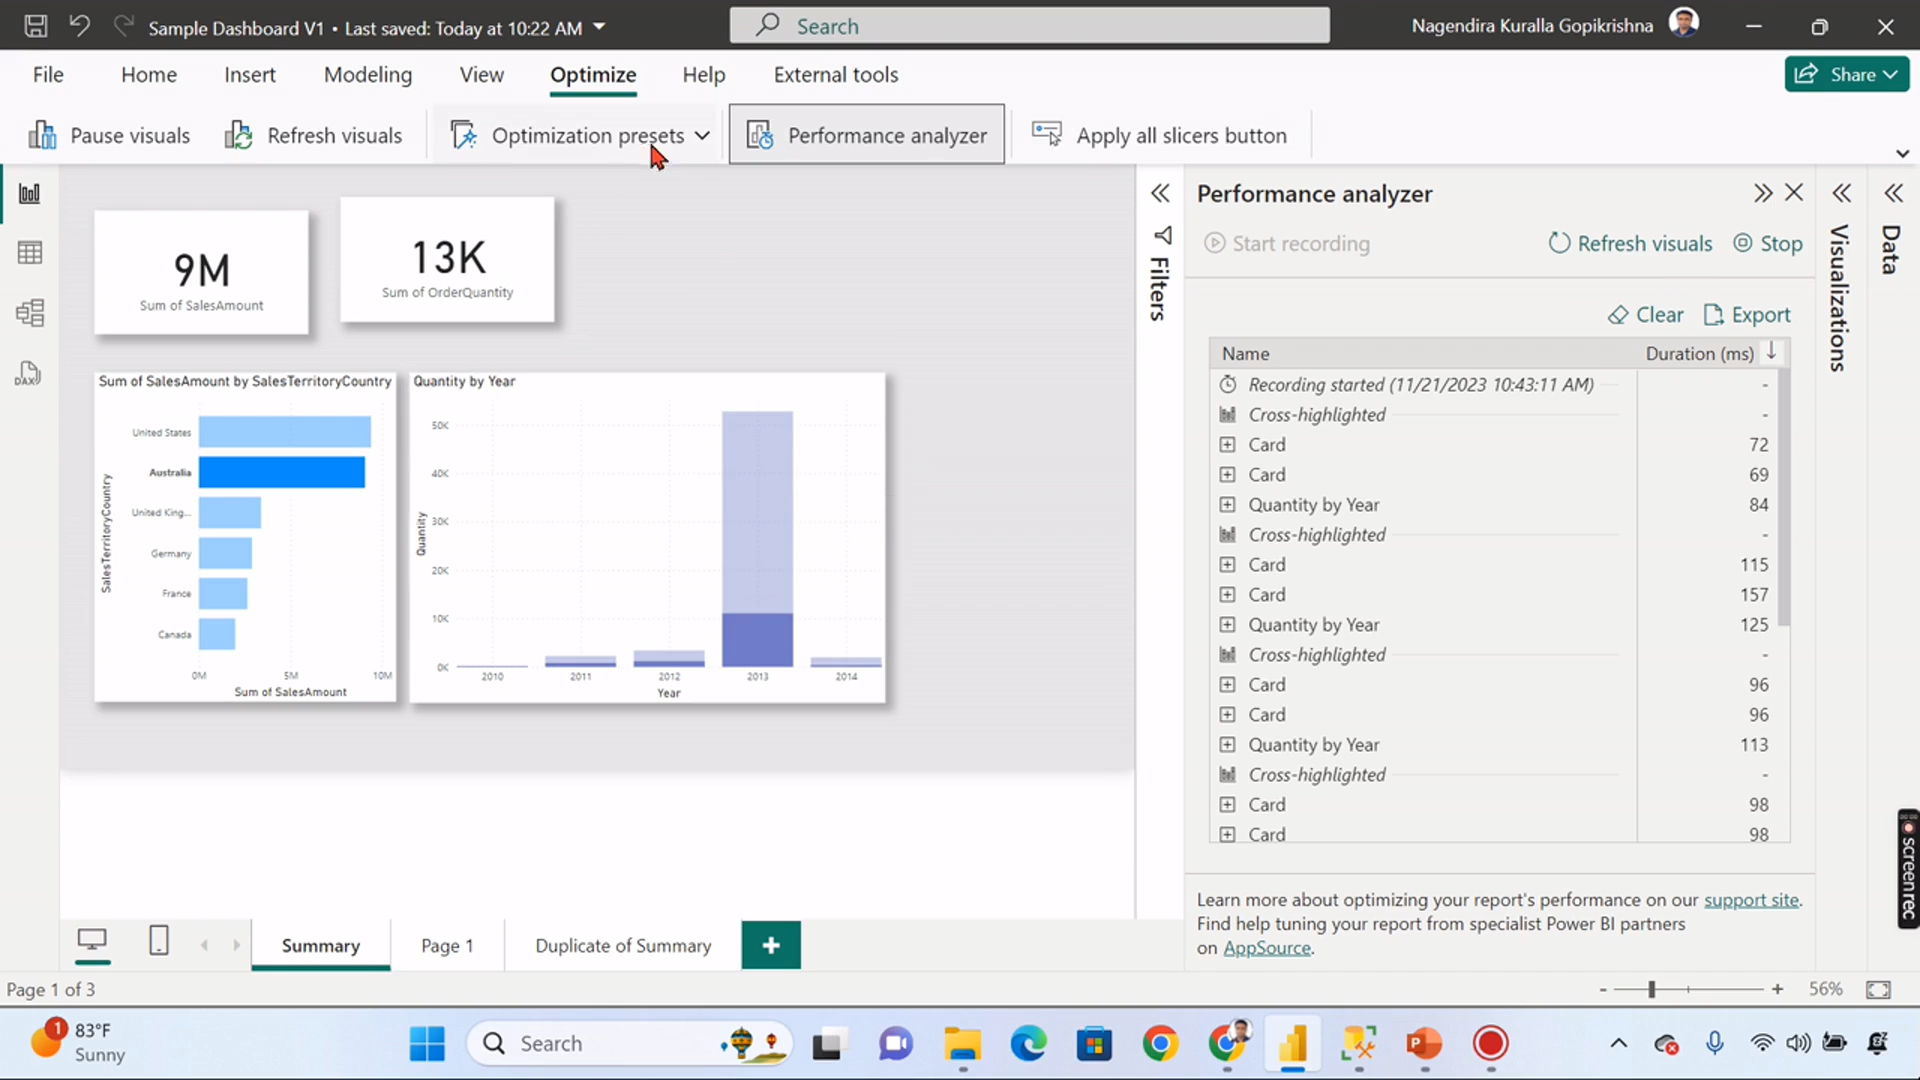 Sample Dashboard V1 • Last saved: Today at 10:22 AM
Search
Nagendira Kuralla Gopikrishna
File Home Insert Modeling View Optimize Help External tools
Share
Pause visuals Refresh visuals Optimization presets Performance analyzer Apply all slicers button
9M
Sum of SalesAmount
13K
Sum of OrderQuantity
Sum of SalesAmount by SalesTerritoryCountry
SalesTerritoryCountry
United States
Australia
United King...
Germany
France
Canada
0M 5M 10M
Sum of SalesAmount
Quantity by Year
Quantity
50K
40K
30K
20K
10K
0K
2010 2011 2012 2013 2014
Year
Filters
Performance analyzer
Start recording Refresh visuals Stop
Clear Export
Name Duration (ms)
Recording started (11/21/2023 10:43:11 AM) -
Cross-highlighted -
Card 72
Card 69
Quantity by Year 84
Cross-highlighted -
Card 115
Card 157
Quantity by Year 125
Cross-highlighted -
Card 96
Card 96
Quantity by Year 113
Cross-highlighted -
Card 98
Card 98
Learn more about optimizing your report's performance on our support site.
Find help tuning your report from specialist Power BI partners
on AppSource.
Visualizations
Data
DAX
screenrec
Summary Page 1 Duplicate of Summary +
Page 1 of 3
- + 56%
1
83°F
Sunny
Search